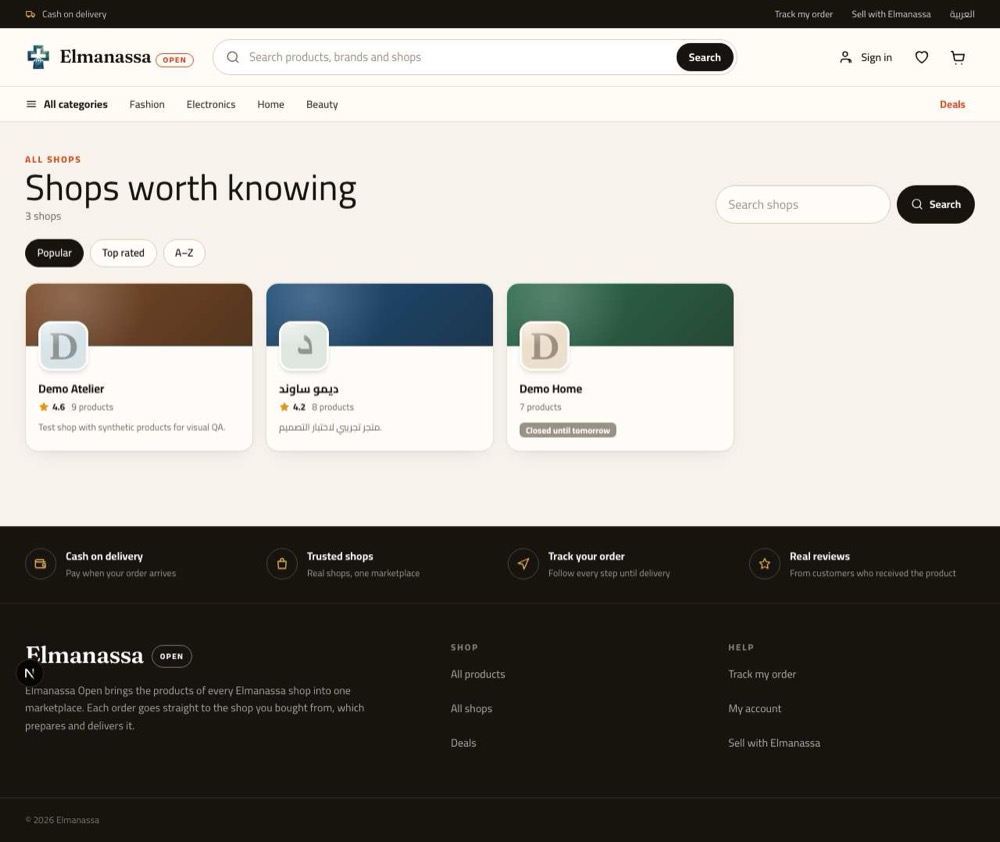 Cash on delivery
Track my order
Sell with Elmanassa
العربية
Elmanassa OPEN
Search products, brands and shops
Search
Sign in
All categories
Fashion
Electronics
Home
Beauty
Deals
ALL SHOPS
Shops worth knowing
3 shops
Search shops
Search
Popular
Top rated
A–Z
D
Demo Atelier
4.6 9 products
Test shop with synthetic products for visual QA.
د
ديمو ساوند
4.2 8 products
متجر تجريبي لاختبار التصميم.
D
Demo Home
7 products
Closed until tomorrow
Cash on delivery
Pay when your order arrives
Trusted shops
Real shops, one marketplace
Track your order
Follow every step until delivery
Real reviews
From customers who received the product
Elmanassa OPEN
N
Elmanassa Open brings the products of every Elmanassa shop into one
marketplace. Each order goes straight to the shop you bought from, which
prepares and delivers it.
SHOP
All products
All shops
Deals
HELP
Track my order
My account
Sell with Elmanassa
© 2026 Elmanassa